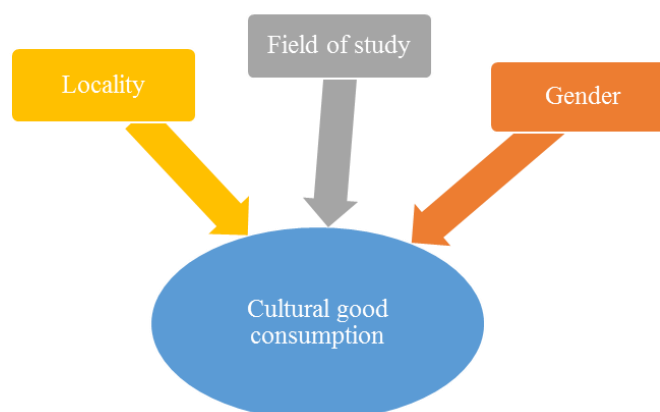 Field of study
Locality
Gender
Cultural good
consumption